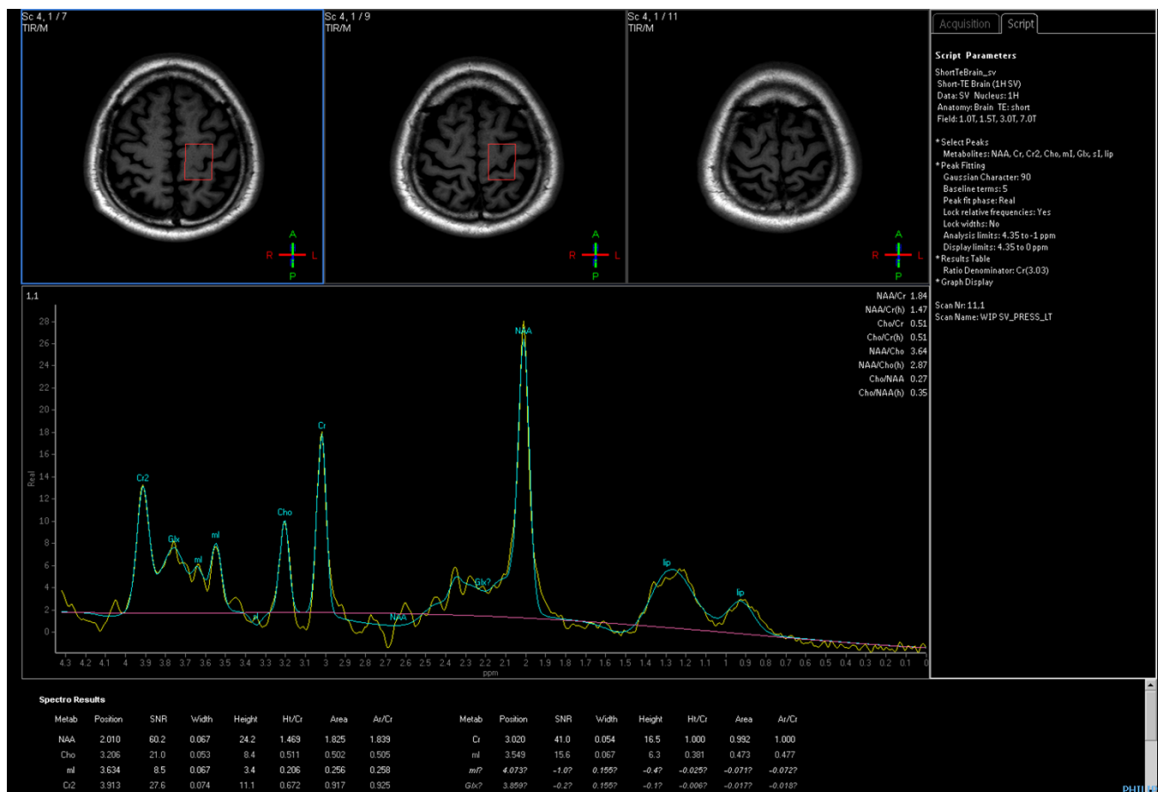 Sc 4, 1 / 7
TIR/M
A
R L
P
Sc 4, 1 / 9
TIR/M
A
R L
P
Sc 4, 1 / 11
TIR/M
A
R L
P
Acquisition Script
Script Parameters
ShortTeBrain_sv
Short-TE Brain (1H SV)
Data: SV Nucleus: 1H
Anatomy: Brain TE: short
Field: 1.0T, 1.5T, 3.0T, 7.0T
* Select Peaks
Metabolites: NAA, Cr, Cr2, Cho, mI, Glx, sI, lip
* Peak Fitting
Gaussian Character: 90
Baseline terms: 5
Peak fit phase: Real
Lock relative frequencies: Yes
Lock widths: No
Analysis limits: 4.35 to -1 ppm
Display limits: 4.35 to 0 ppm
* Results Table
Ratio Denominator: Cr(3.03)
* Graph Display
Scan Nr: 11,1
Scan Name: WIP SV_PRESS_LT
1,1
NAA/Cr 1.84
NAA/Cr(h) 1.47
Cho/Cr 0.51
Cho/Cr(h) 0.51
NAA/Cho 3.64
NAA/Cho(h) 2.87
Cho/NAA 0.27
Cho/NAA(h) 0.35
28
26
24
22
20
18
16
14
12
10
8
6
4
2
0
Real
Cr2
Glx
mI
mI
Cho
Cr
NAA
Glx?
NAA
lip
lip
4.3 4.2 4.1 4 3.9 3.8 3.7 3.6 3.5 3.4 3.3 3.2 3.1 3 2.9 2.8 2.7 2.6 2.5 2.4 2.3 2.2 2.1 2 1.9 1.8 1.7 1.6 1.5 1.4 1.3 1.2 1.1 1 0.9 0.8 0.7 0.6 0.5 0.4 0.3 0.2 0.1 0
ppm
Spectro Results
Metab Position SNR Width Height Ht/Cr Area Ar/Cr Metab Position SNR Width Height Ht/Cr Area Ar/Cr
NAA 2.010 60.2 0.067 24.2 1.469 1.825 1.839 Cr 3.020 41.0 0.054 16.5 1.000 0.992 1.000
Cho 3.206 21.0 0.053 8.4 0.511 0.502 0.505 mI 3.549 15.6 0.067 6.3 0.381 0.473 0.477
mI 3.634 8.5 0.067 3.4 0.206 0.256 0.258 mI? 4.073? -1.0? 0.155? -0.4? -0.025? -0.071? -0.072?
Cr2 3.913 27.6 0.074 11.1 0.672 0.917 0.925 Glx? 3.859? -0.2? 0.155? -0.1? -0.006? -0.017? -0.018?